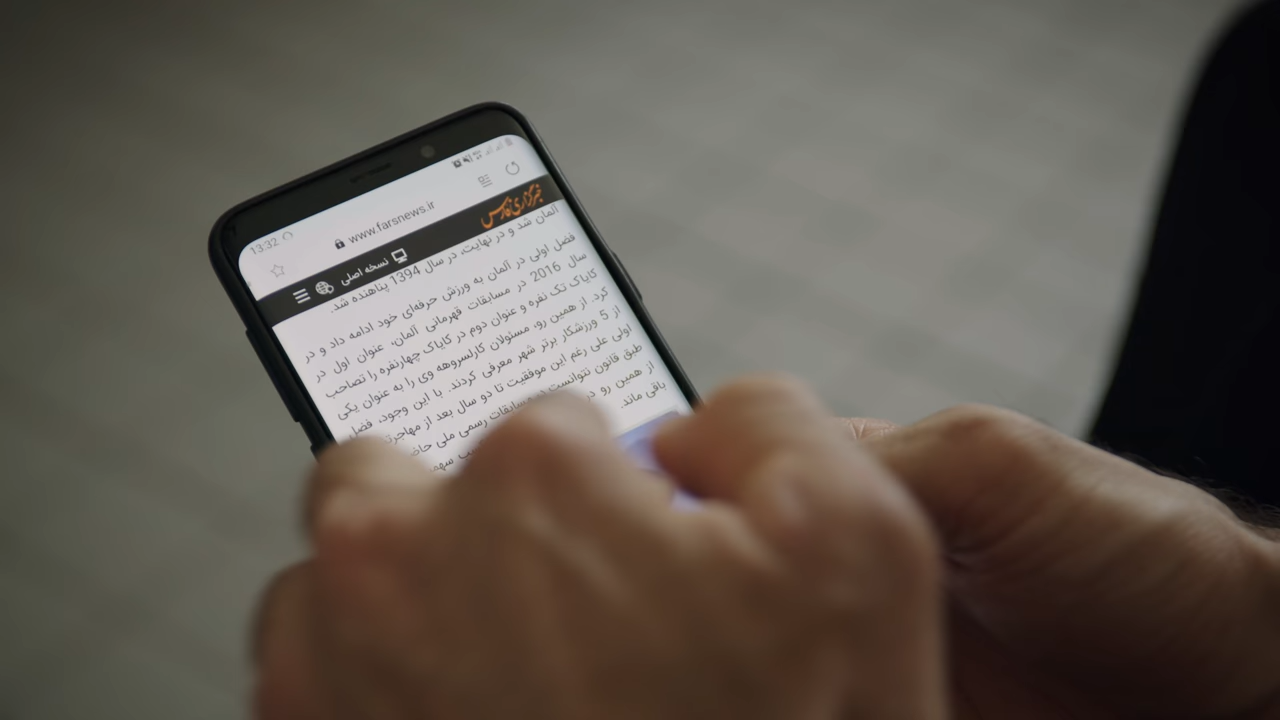 13:32
www.farsnews.ir
خبرگزاری فارس
نسخه اصلی
آلمان شد و در نهایت، در سال 1394 پناهنده شد.
فضل اولی در آلمان به ورزش حرفه‌ای خود ادامه داد و در
سال 2016 در مسابقات قهرمانی آلمان، عنوان اول در
کایاک تک نفره و عنوان دوم در کایاک چهارنفره را تصاحب
کرد. از همین رو، مسئولان کارلسروهه وی را به عنوان یکی
از 5 ورزشکار برتر شهر معرفی کردند. با این وجود، فضل
اولی علی رغم این موفقیت تا دو سال بعد از مهاجرت
طبق قانون نتوانست در مسابقات رسمی ملی
از همین رو در
باقی ماند.